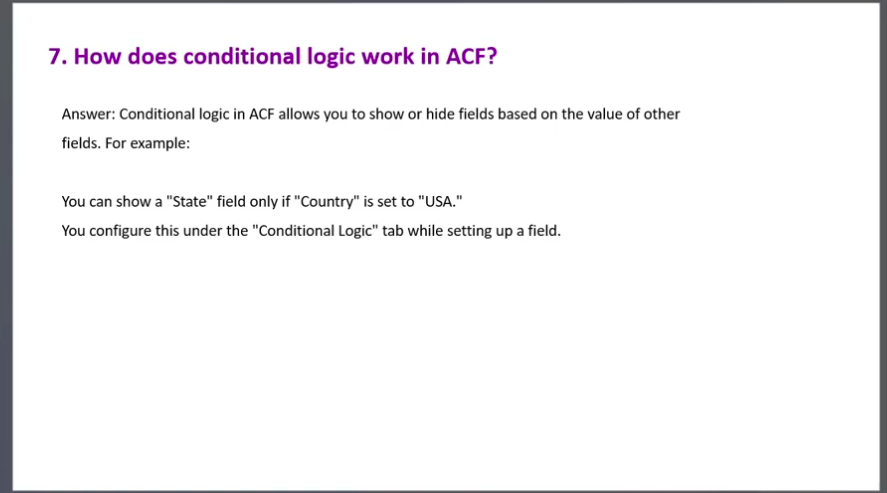 7. How does conditional logic work in ACF?
Answer: Conditional logic in ACF allows you to show or hide fields based on the value of other
fields. For example:
You can show a "State" field only if "Country" is set to "USA."
You configure this under the "Conditional Logic" tab while setting up a field.